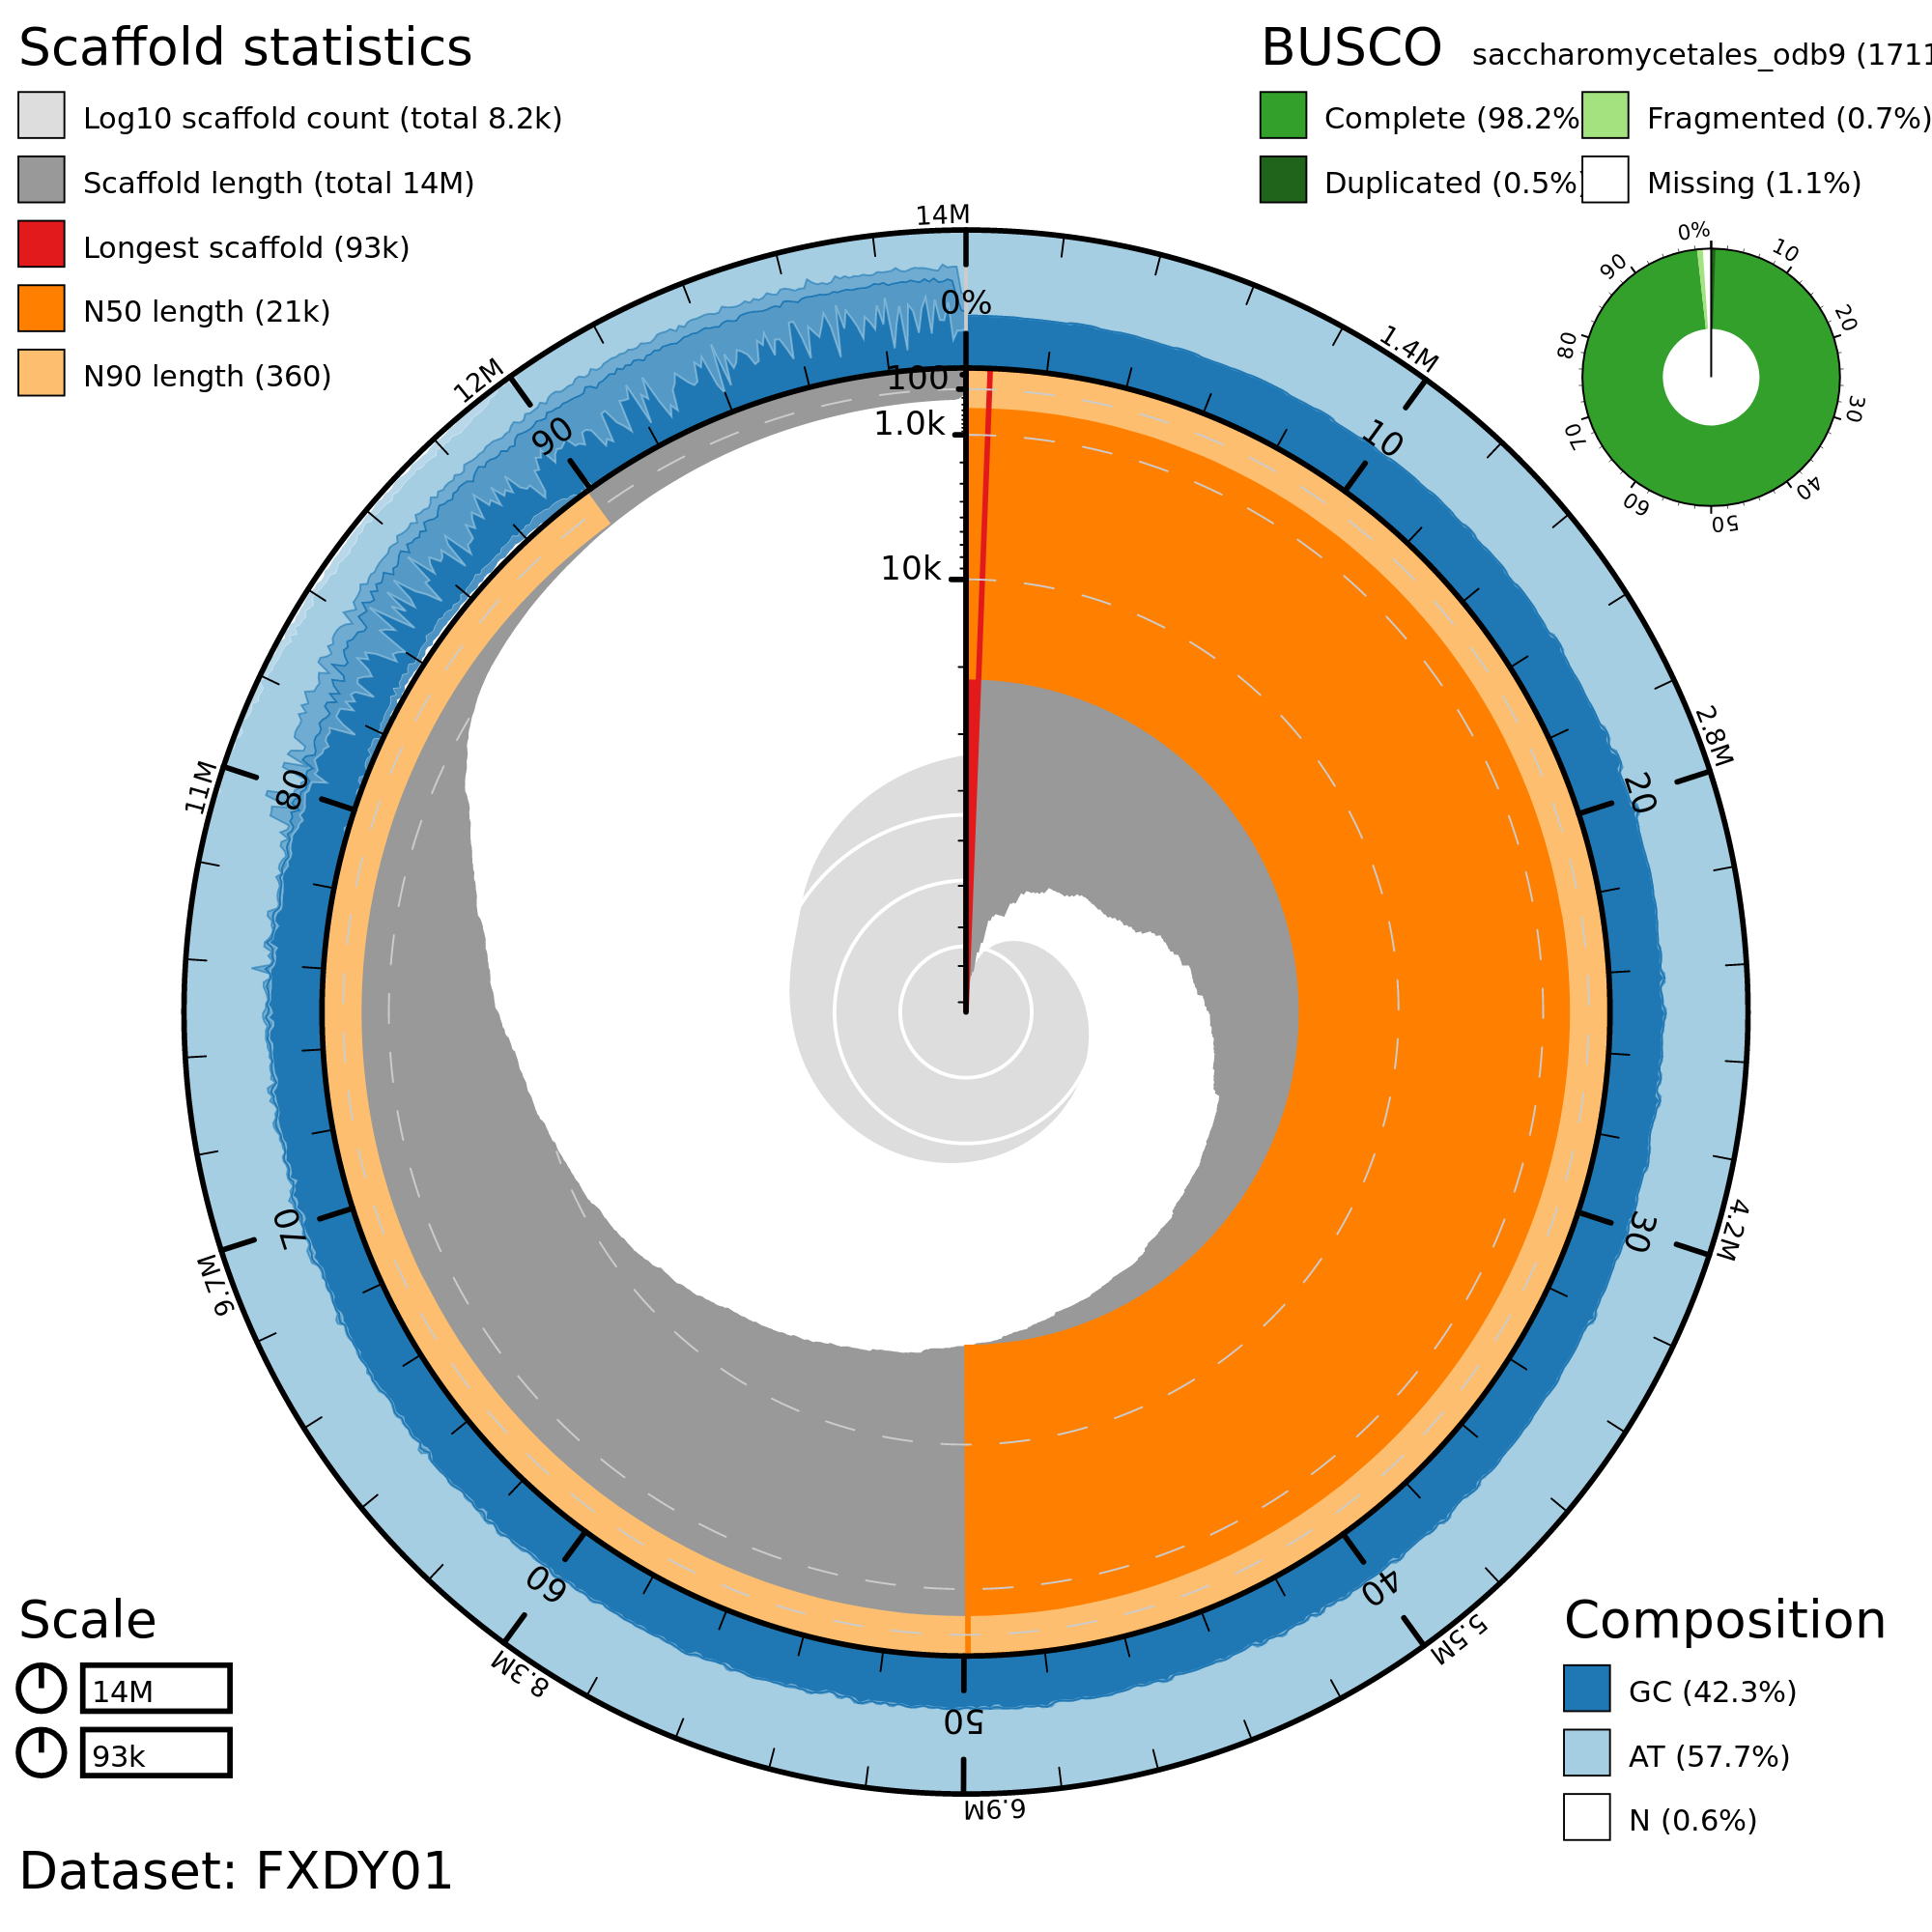 Scaffold statistics
Log10 scaffold count (total 8.2k)
Scaffold length (total 14M)
Longest scaffold (93k)
N50 length (21k)
N90 length (360)
BUSCO saccharomycetales_odb9 (1711
Complete (98.2%
Fragmented (0.7%)
Duplicated (0.5%)
Missing (1.1%)
0%
10
20
30
40
50
60
70
80
90
14M
1.4M
2.8M
4.2M
5.5M
6.9M
8.3M
9.7M
11M
12M
0%
10
20
30
40
50
60
70
80
90
100
1.0k
10k
Scale
14M
93k
Composition
GC (42.3%)
AT (57.7%)
N (0.6%)
Dataset: FXDY01